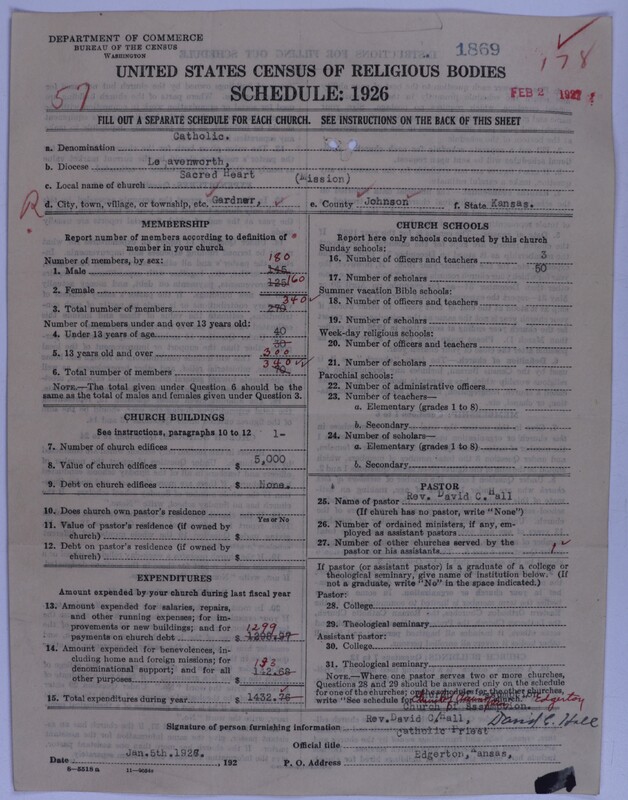 DEPARTMENT OF COMMERCE
BUREAU OF THE CENSUS
WASHINGTON
1869
178
UNITED STATES CENSUS OF RELIGIOUS BODIES
57
SCHEDULE: 1926
FEB 2 1927
FILL OUT A SEPARATE SCHEDULE FOR EACH CHURCH. SEE INSTRUCTIONS ON THE BACK OF THIS SHEET
a. Denomination Catholic.
b. Diocese Leavenworth,
c. Local name of church Sacred Heart (Mission)
R
d. City, town, village, or township, etc. Gardner, e. County Johnson f. State Kansas.
MEMBERSHIP
Report number of members according to definition of member in your church
Number of members, by sex:
180
1. Male 145
2. Female 125 160
340
3. Total number of members 270
Number of members under and over 13 years old:
4. Under 13 years of age 40
30
5. 13 years old and over 300
340
6. Total number of members 70
NOTE.—The total given under Question 6 should be the same as the total of males and females given under Question 3.
CHURCH BUILDINGS
See instructions, paragraphs 10 to 12
7. Number of church edifices 1-
8. Value of church edifices $ 5,000
9. Debt on church edifices $ None.
10. Does church own pastor's residence
Yes or No
11. Value of pastor's residence (if owned by church) $
12. Debt on pastor's residence (if owned by church) $
EXPENDITURES
Amount expended by your church during last fiscal year
13. Amount expended for salaries, repairs, and other running expenses; for improvements or new buildings; and for payments on church debt $ 1299
14. Amount expended for benevolences, including home and foreign missions; for denominational support; and for all other purposes 133
142.68
15. Total expenditures during year $ 1432.75
CHURCH SCHOOLS
Report here only schools conducted by this church
Sunday schools:
16. Number of officers and teachers 3
17. Number of scholars 50
Summer vacation Bible schools:
18. Number of officers and teachers
19. Number of scholars
Week-day religious schools:
20. Number of officers and teachers
21. Number of scholars
Parochial schools:
22. Number of administrative officers
23. Number of teachers—
a. Elementary (grades 1 to 8)
b. Secondary
24. Number of scholars—
a. Elementary (grades 1 to 8)
b. Secondary
PASTOR
25. Name of pastor Rev. David C. Hall
(If church has no pastor, write "None")
26. Number of ordained ministers, if any, employed as assistant pastors
27. Number of other churches served by the pastor or his assistants 1
If pastor (or assistant pastor) is a graduate of a college or theological seminary, give name of institution below. (If not a graduate, write "No" in the space indicated.)
Pastor:
28. College
29. Theological seminary
Assistant pastor:
30. College
31. Theological seminary
NOTE.—Where one pastor serves two or more churches, Questions 28 and 29 should be answered only on the schedule for one of the churches; on the schedule for the other churches, write "See schedule for
Edgerton
Church of
Signature of person furnishing information Rev.David C.Hall, David C. Hall
Official title Catholic Priest
Date Jan.5th.1926., 192 P. O. Address Edgerton, Kansas,